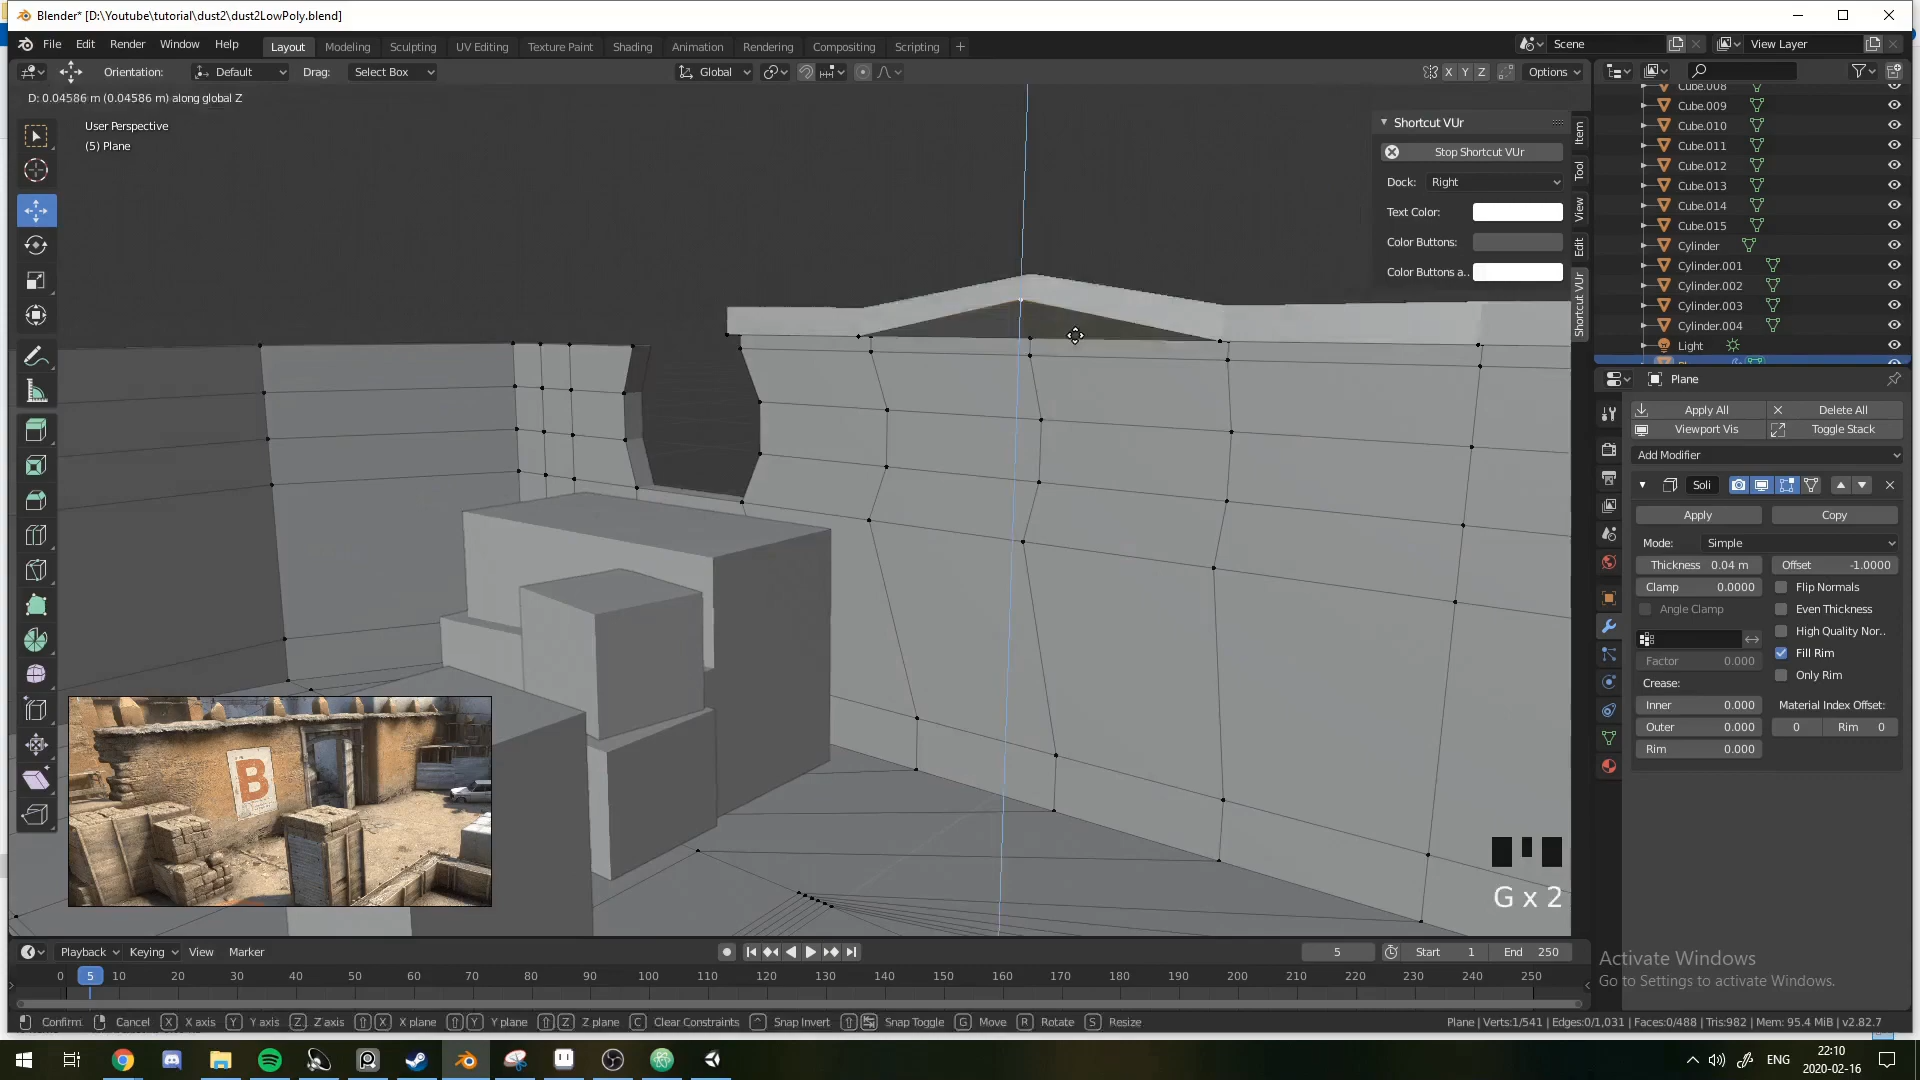 Blender* [D:\Youtube\tutorial\dust2\dust2LowPoly.blend]
File Edit Render Window Help Layout Modeling Sculpting UV Editing Texture Paint Shading Animation Rendering Compositing Scripting + Scene View Layer
Orientation: Default Drag: Select Box Global X Y Z Options
D: 0.04586 m (0.04586 m) along global Z
User Perspective
(5) Plane
Shortcut VUr
Stop Shortcut VUr
Dock: Right
Text Color:
Color Buttons:
Color Buttons a..
Item
Tool
View
Edit
Shortcut VUr
Cube.008
Cube.009
Cube.010
Cube.011
Cube.012
Cube.013
Cube.014
Cube.015
Cylinder
Cylinder.001
Cylinder.002
Cylinder.003
Cylinder.004
Light
Plane
Apply All Delete All
Viewport Vis Toggle Stack
Add Modifier
Soli
Apply Copy
Mode: Simple
Thickness 0.04 m Offset -1.0000
Clamp 0.0000 Flip Normals
Angle Clamp Even Thickness
High Quality Nor..
Factor 0.000 Fill Rim
Crease: Only Rim
Inner 0.000 Material Index Offset:
Outer 0.000 0 Rim 0
Rim 0.000
B
G x 2
Activate Windows
Go to Settings to activate Windows.
Playback Keying View Marker 5 Start 1 End 250
0 5 10 20 30 40 50 60 70 80 90 100 110 120 130 140 150 160 170 180 190 200 210 220 230 240 250
Confirm Cancel X X axis Y Y axis Z Z axis X X plane Y Y plane Z Z plane C Clear Constraints Snap Invert Snap Toggle G Move R Rotate S Resize Plane | Verts:1/541 | Edges:0/1,031 | Faces:0/488 | Tris:982 | Mem: 95.4 MiB | v2.82.7
ENG 22:10
2020-02-16